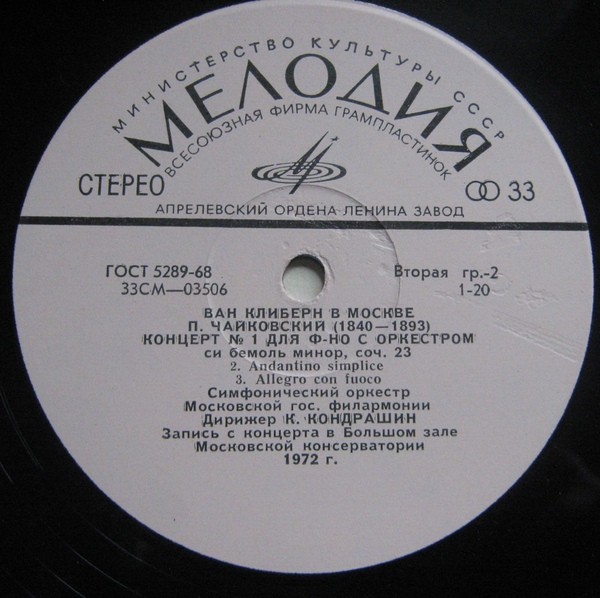 МИНИСТЕРСТВО КУЛЬТУРЫ СССР
МЕЛОДИЯ
ВСЕСОЮЗНАЯ ФИРМА ГРАМПЛАСТИНОК
СТЕРЕО 33
АПРЕЛЕВСКИЙ ОРДЕНА ЛЕНИНА ЗАВОД
ГОСТ 5289-68 Вторая гр.-2
33СМ—03506 1-20
ВАН КЛИБЕРН В МОСКВЕ
П. ЧАЙКОВСКИЙ (1840—1893)
КОНЦЕРТ № 1 ДЛЯ Ф-НО С ОРКЕСТРОМ
си бемоль минор, соч. 23
2. Andantino simplice
3. Allegro con fuoco
Симфонический оркестр
Московской гос. филармонии
Дирижер К. КОНДРАШИН
Запись с концерта в Большом зале
Московской консерватории
1972 г.